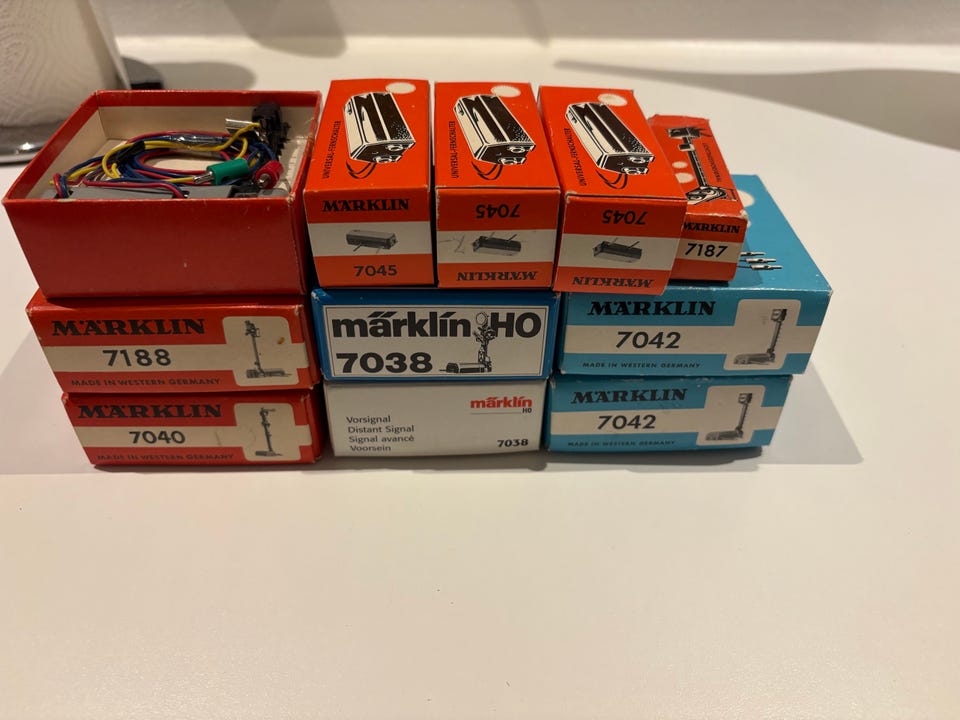 UNIVERSAL-FERNSCHALTER
MÄRKLIN
7045
UNIVERSAL-FERNSCHALTER
7045
MÄRKLIN
UNIVERSAL-FERNSCHALTER
7045
MÄRKLIN
MÄRKLIN
7187
MÄRKLIN
7188
MADE IN WESTERN GERMANY
märklin HO
7038
MÄRKLIN
7042
MADE IN WESTERN GERMANY
MÄRKLIN
7040
MADE IN WESTERN GERMANY
märklin
HO
Vorsignal
Distant Signal
Signal avancé
Voorsein
7038
MÄRKLIN
7042
MADE IN WESTERN GERMANY